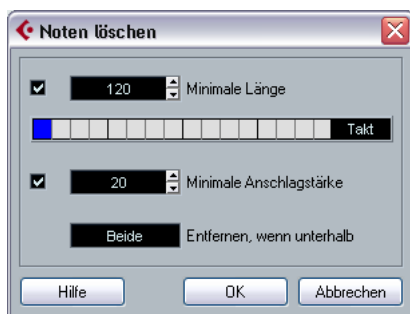 Noten löschen
120 Minimale Länge
Takt
20 Minimale Anschlagstärke
Beide Entfernen, wenn unterhalb
Hilfe OK Abbrechen